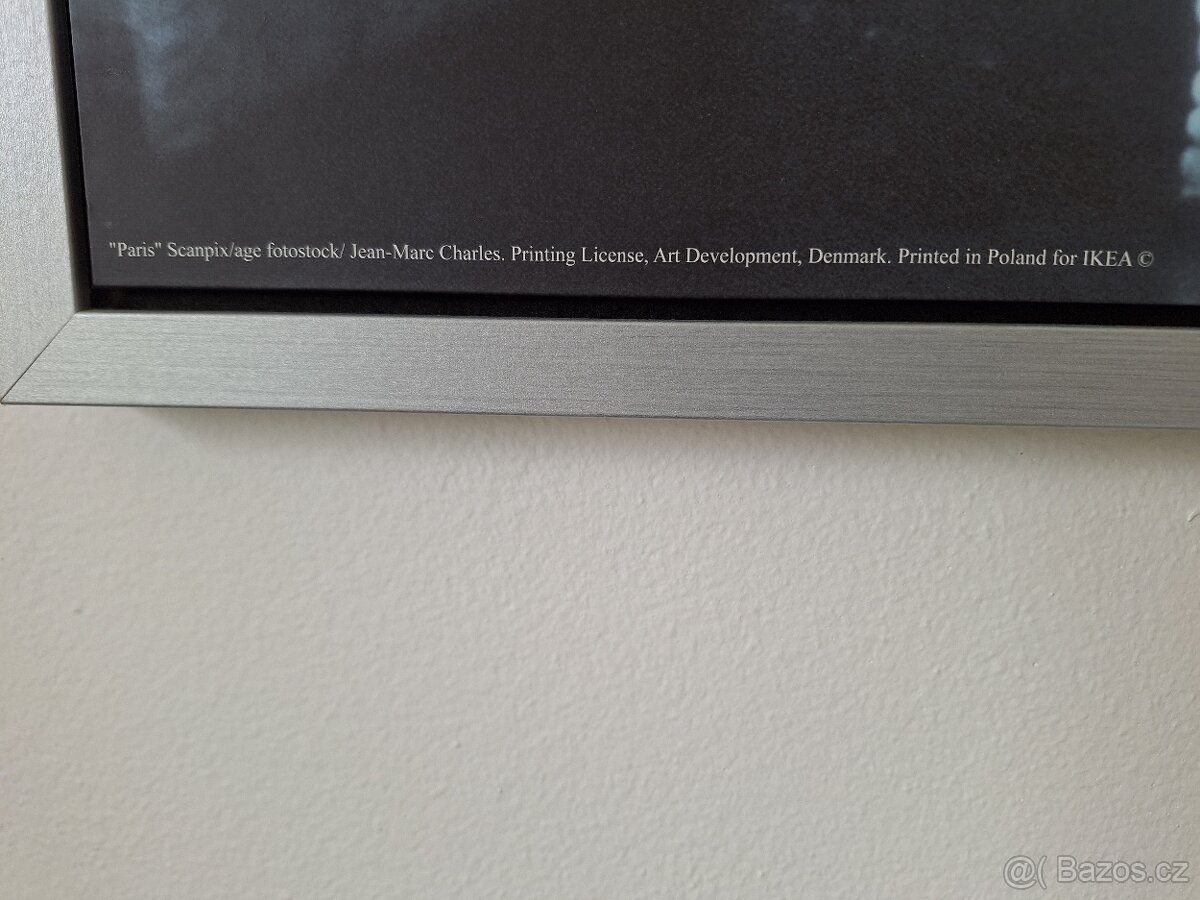 "Paris" Scanpix/age fotostock/ Jean-Marc Charles. Printing License, Art Development, Denmark. Printed in Poland for IKEA ©
@( Bazos.cz